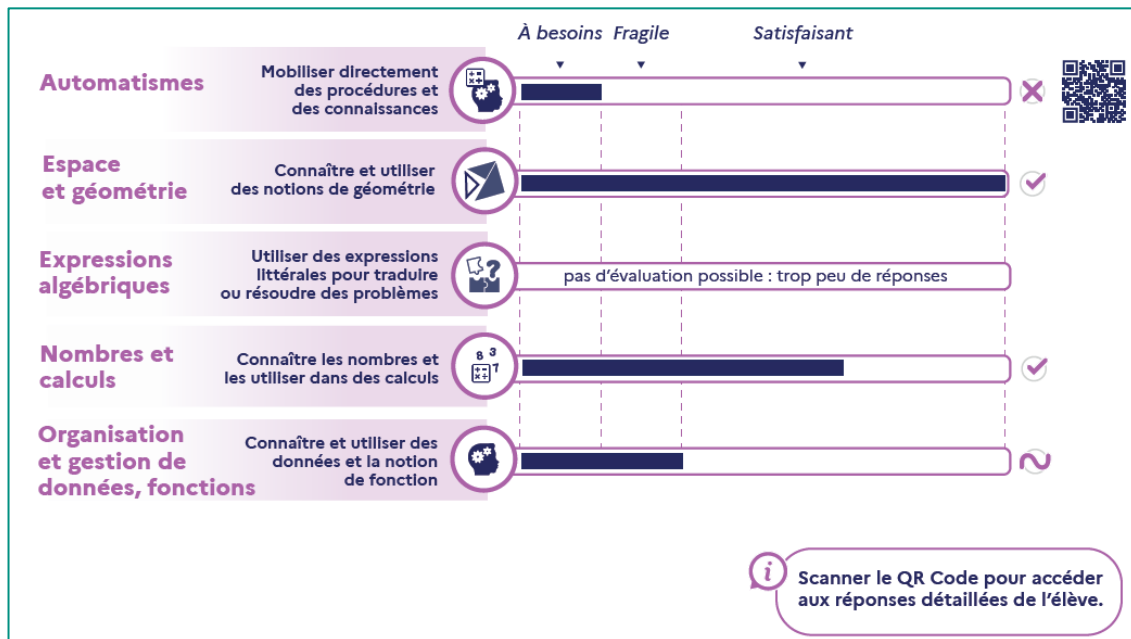 À besoins Fragile Satisfaisant
Automatismes
Mobiliser directement
des procédures et
des connaissances
Espace
et géométrie
Connaître et utiliser
des notions de géométrie
Expressions
algébriques
Utiliser des expressions
littérales pour traduire
ou résoudre des problèmes
pas d'évaluation possible : trop peu de réponses
Nombres et
calculs
Connaître les nombres et
les utiliser dans des calculs
8 3
7
Organisation
et gestion de
données, fonctions
Connaître et utiliser des
données et la notion
de fonction
i
Scanner le QR Code pour accéder
aux réponses détaillées de l'élève.